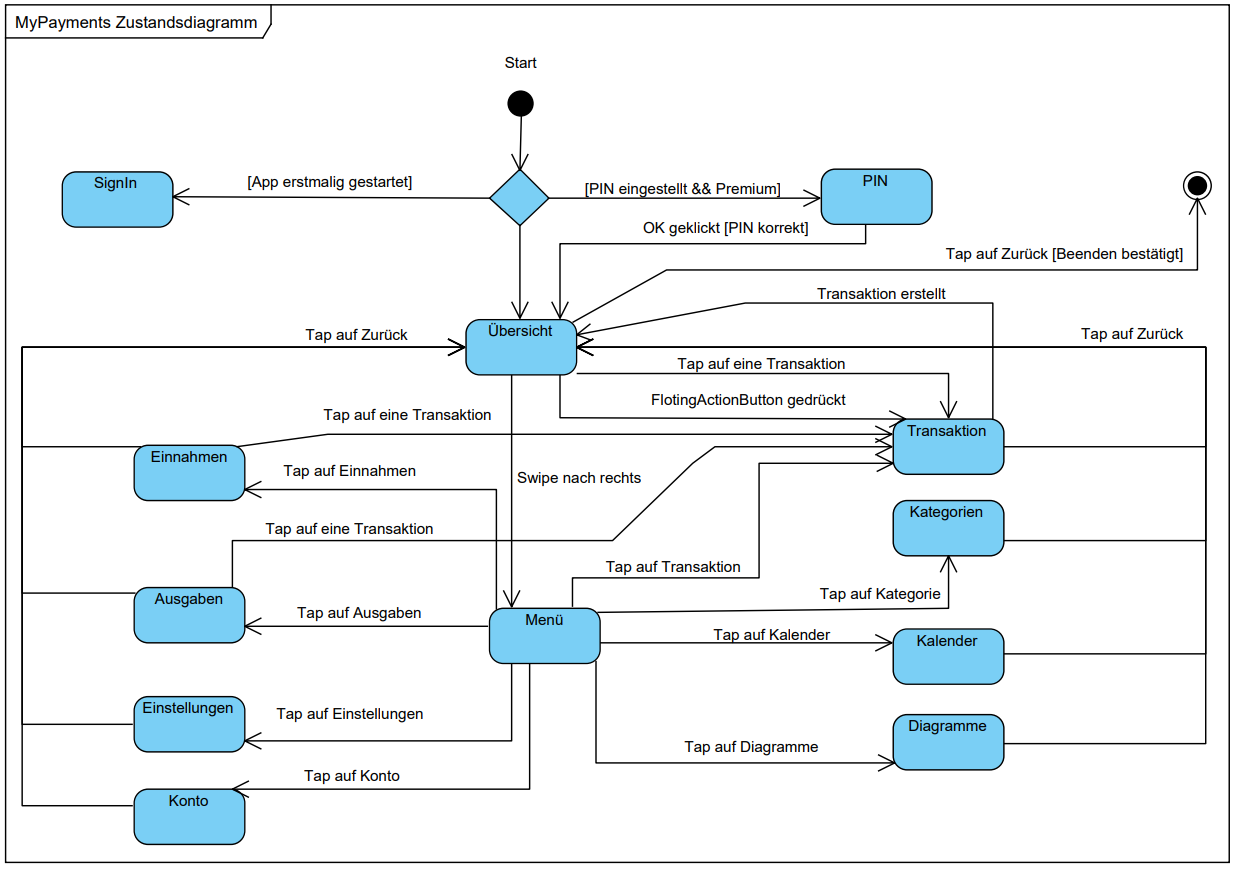 MyPayments Zustandsdiagramm
Start
SignIn
[App erstmalig gestartet]
[PIN eingestellt && Premium]
PIN
OK geklickt [PIN korrekt]
Tap auf Zurück [Beenden bestätigt]
Transaktion erstellt
Übersicht
Tap auf Zurück
Tap auf Zurück
Tap auf eine Transaktion
FlotingActionButton gedrückt
Tap auf eine Transaktion
Transaktion
Einnahmen
Tap auf Einnahmen
Swipe nach rechts
Kategorien
Tap auf eine Transaktion
Tap auf Transaktion
Ausgaben
Tap auf Kategorie
Tap auf Ausgaben
Menü
Tap auf Kalender
Kalender
Einstellungen
Tap auf Einstellungen
Diagramme
Tap auf Diagramme
Tap auf Konto
Konto